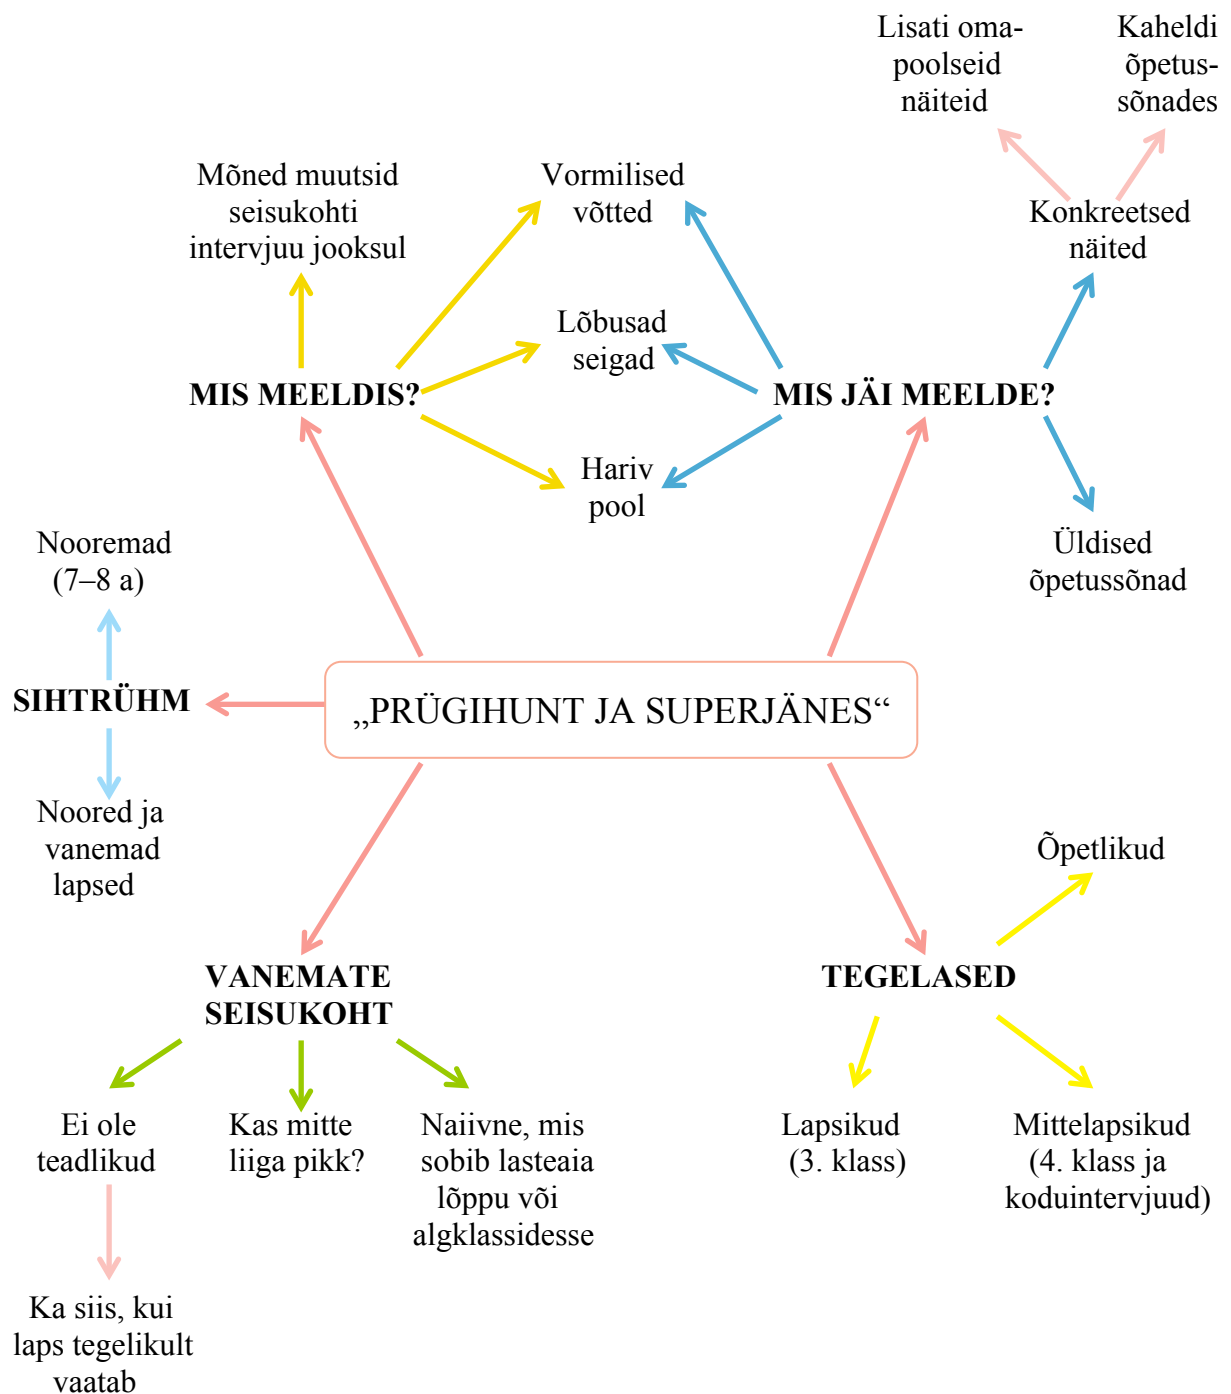 Lisati oma-
poolseid
näiteid
Kaheldi
õpetus-
sõnades
Mõned muutsid
seisukohti
intervjuu jooksul
Vormilised
võtted
Konkreetsed
näited
Lõbusad
seigad
MIS MEELDIS?
MIS JÄI MEELDE?
Hariv
pool
Nooremad
(7–8 a)
Üldised
õpetussõnad
SIHTRÜHM
„PRÜGIHUNT JA SUPERJÄNES“
Noored ja
vanemad
lapsed
Õpetlikud
VANEMATE
SEISUKOHT
TEGELASED
Ei ole
teadlikud
Kas mitte
liiga pikk?
Naiivne, mis
sobib lasteaia
lõppu või
algklassidesse
Lapsikud
(3. klass)
Mittelapsikud
(4. klass ja
koduintervjuud)
Ka siis, kui
laps tegelikult
vaatab